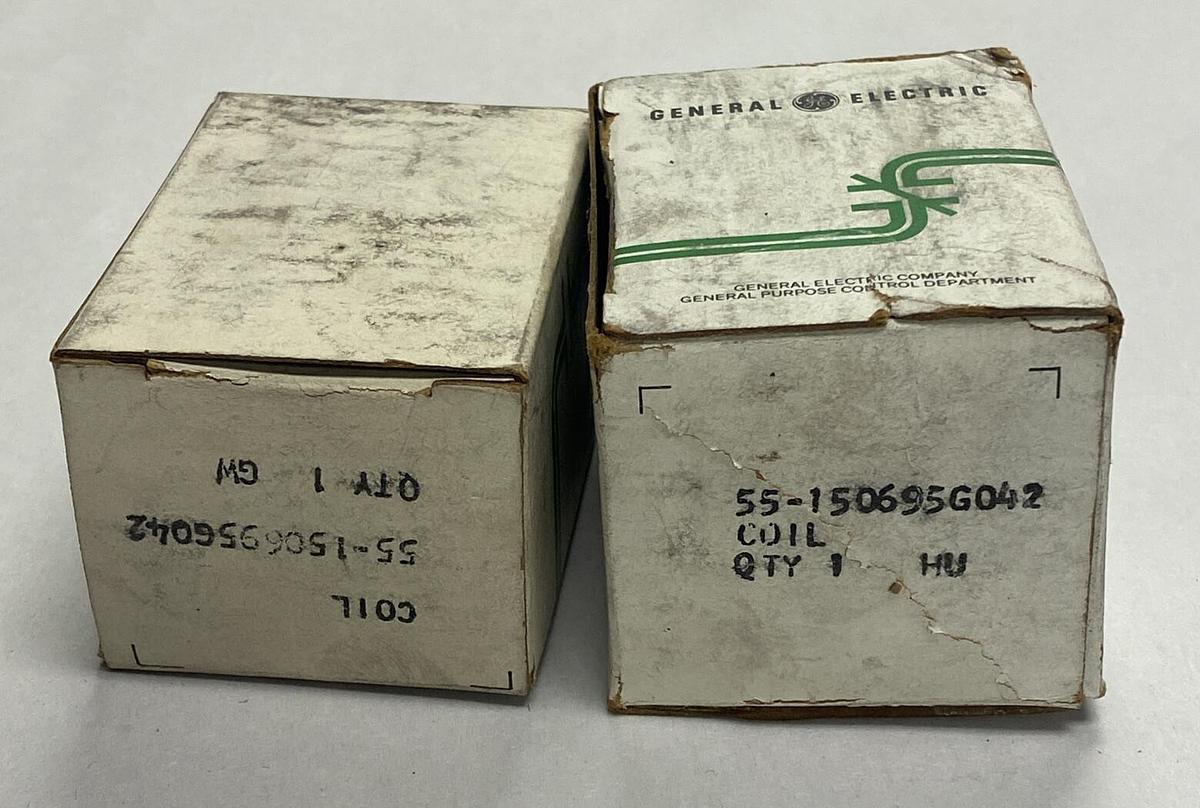 COIL
55-150695G042
QTY 1 GW
GENERAL GE ELECTRIC
GENERAL ELECTRIC COMPANY
GENERAL PURPOSE CONTROL DEPARTMENT
55-150695G042
COIL
QTY 1 HU